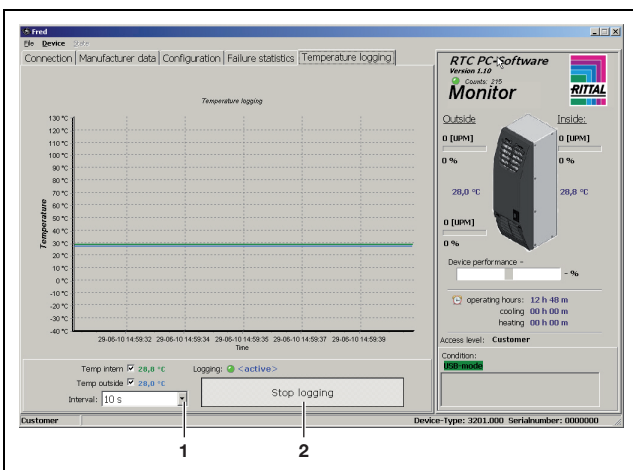 Fred
File Device State
Connection Manufacturer data Configuration Failure statistics Temperature logging
Temperature logging
130 °C
120 °C
110 °C
100 °C
90 °C
80 °C
70 °C
60 °C
50 °C
40 °C
30 °C
20 °C
10 °C
0 °C
-10 °C
-20 °C
-30 °C
-40 °C
Temperature
29-06-10 14:59:32 29-06-10 14:59:34 29-06-10 14:59:35 29-06-10 14:59:37 29-06-10 14:59:39
Time
Temp intern 28,8 °C
Logging: <active>
Temp outside 28,0 °C
Interval: 10 s
Stop logging
RTC PC-Software
Version 1.10
Counts: 215
Monitor
RITTAL
Outside Inside:
0 [UPM] 0 [UPM]
0 % 0 %
28,0 °C 28,8 °C
0 [UPM]
0 %
Device performance -
- %
operating hours: 12 h 48 m
cooling 00 h 00 m
heating 00 h 00 m
Access level: Customer
Condition:
USB-mode
Customer
Device-Type: 3201.000 Serialnumber: 0000000
1 2